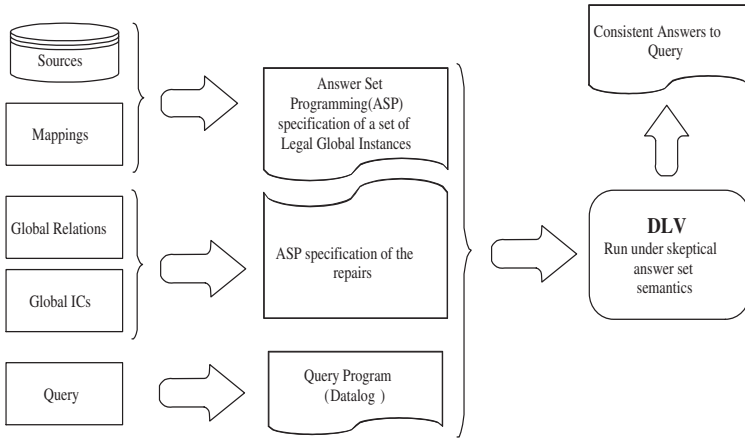 Sources
Mappings
Global Relations
Global ICs
Query
Answer Set
Programming(ASP)
specification of a set of
Legal Global Instances
ASP specification of the
repairs
Query Program
(Datalog )
DLV
Run under skeptical
answer set
semantics
Consistent Answers to
Query